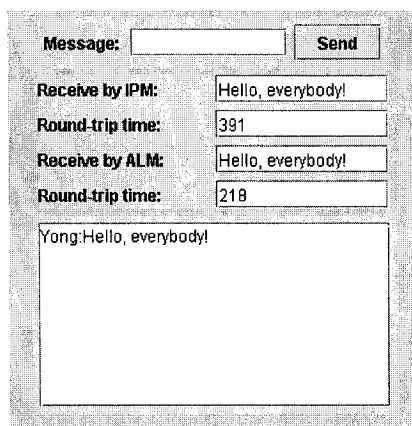 Message: Send
Receive by IPM: Hello, everybody!
Round-trip time: 391
Receive by ALM: Hello, everybody!
Round-trip time: 218
Yong:Hello, everybody!